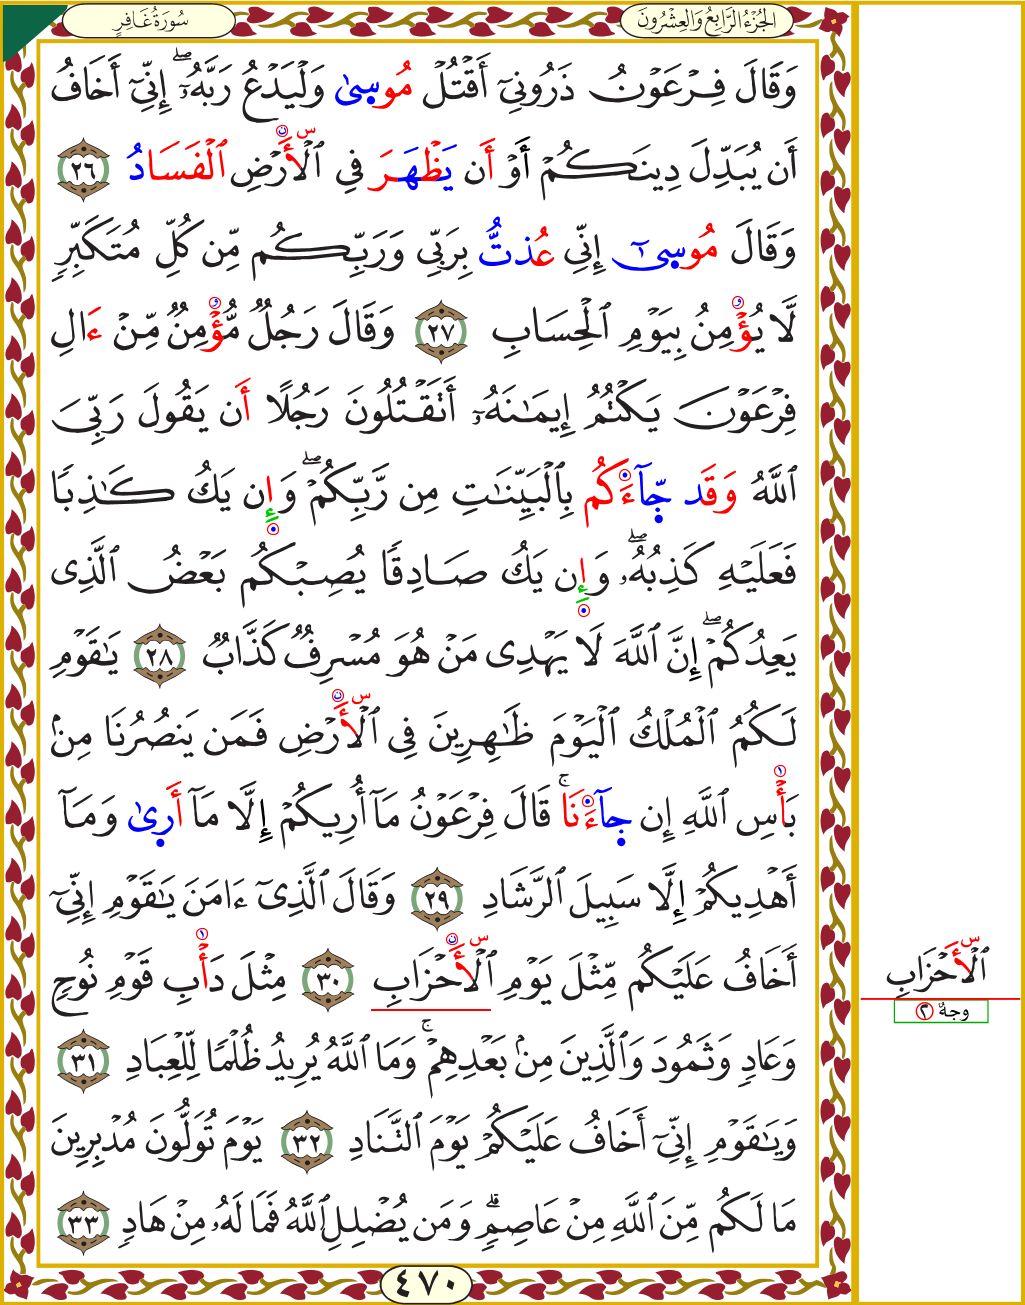 سُورَةُ غَافِرٍ
الجُزْءُ الرَّابِعُ وَالعِشْرُونَ
وَقَالَ فِرْعَوْنُ ذَرُونِيٓ أَقْتُلْ مُوسىٰ وَلْيَدْعُ رَبَّهُۥٓۖ إِنِّيٓ أَخَافُ
أَن يُبَدِّلَ دِينَكُمْ أَوْ أَن يَظْهَرَ فِي ٱلْأَرْضِ ٱلْفَسَادُ ٢٦
وَقَالَ مُوسىٰٓ إِنِّي عُذتُّ بِرَبِّي وَرَبِّكُم مِّن كُلِّ مُتَكَبِّرٍ
لَّا يُؤْمِنُ بِيَوْمِ ٱلْحِسَابِ ٢٧ وَقَالَ رَجُلٌ مُّؤْمِنٌ مِّنْ ءَالِ
فِرْعَوْنَ يَكْتُمُ إِيمَٰنَهُۥٓ أَتَقْتُلُونَ رَجُلًا أَن يَقُولَ رَبِّيَ
ٱللَّهُ وَقَد جَّآءَكُم بِٱلْبَيِّنَٰتِ مِن رَّبِّكُمْۖ وَإِن يَكُ كَٰذِبًا
فَعَلَيْهِ كَذِبُهُۥۖ وَإِن يَكُ صَادِقًا يُصِبْكُم بَعْضُ ٱلَّذِي
يَعِدُكُمْۖ إِنَّ ٱللَّهَ لَا يَهْدِي مَنْ هُوَ مُسْرِفٌ كَذَّابٌ ٢٨ يَٰقَوْمِ
لَكُمُ ٱلْمُلْكُ ٱلْيَوْمَ ظَٰهِرِينَ فِي ٱلْأَرْضِ فَمَن يَنصُرُنَا مِنۢ
بَأْسِ ٱللَّهِ إِن جَآءَنَاۚ قَالَ فِرْعَوْنُ مَآ أُرِيكُمْ إِلَّا مَآ أَرىٰ وَمَآ
أَهْدِيكُمْ إِلَّا سَبِيلَ ٱلرَّشَادِ ٢٩ وَقَالَ ٱلَّذِيٓ ءَامَنَ يَٰقَوْمِ إِنِّيٓ
أَخَافُ عَلَيْكُم مِّثْلَ يَوْمِ ٱلْأَحْزَابِ ٣٠ مِثْلَ دَأْبِ قَوْمِ نُوحٍ
وَعَادٍ وَثَمُودَ وَٱلَّذِينَ مِنۢ بَعْدِهِمْۚ وَمَا ٱللَّهُ يُرِيدُ ظُلْمًا لِّلْعِبَادِ ٣١
وَيَٰقَوْمِ إِنِّيٓ أَخَافُ عَلَيْكُمْ يَوْمَ ٱلتَّنَادِ ٣٢ يَوْمَ تُوَلُّونَ مُدْبِرِينَ
مَا لَكُم مِّنَ ٱللَّهِ مِنْ عَاصِمٍۗ وَمَن يُضْلِلِ ٱللَّهُ فَمَا لَهُۥ مِنْ هَادٍ ٣٣
ٱلْأَحْزَابِ
وجهٌ ٢
٤٧٠